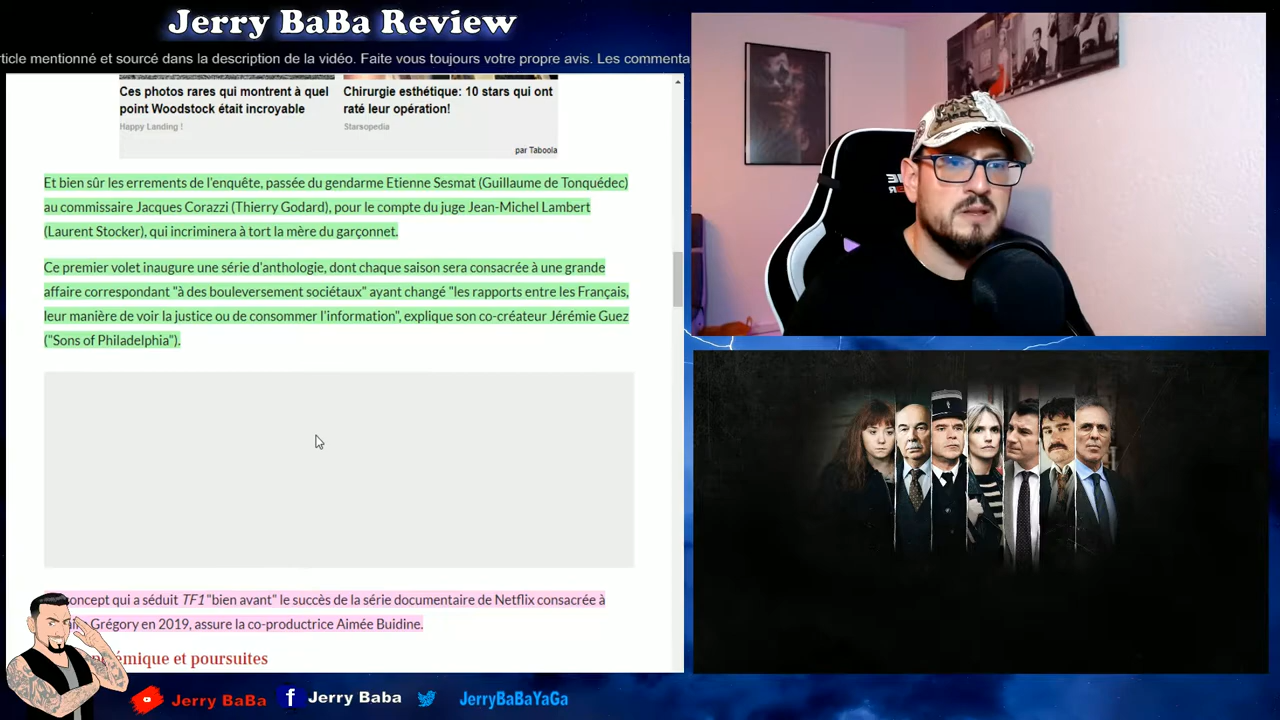 Jerry BaBa Review
rticle mentionné et sourcé dans la description de la vidéo. Faite vous toujours votre propre avis. Les commenta
Ces photos rares qui montrent à quel
point Woodstock était incroyable
Happy Landing !
Chirurgie esthétique: 10 stars qui ont
raté leur opération!
Starsopedia
par Taboola
Et bien sûr les errements de l'enquête, passée du gendarme Etienne Sesmat (Guillaume de Tonquédec)
au commissaire Jacques Corazzi (Thierry Godard), pour le compte du juge Jean-Michel Lambert
(Laurent Stocker), qui incriminera à tort la mère du garçonnet.
Ce premier volet inaugure une série d'anthologie, dont chaque saison sera consacrée à une grande
affaire correspondant "à des bouleversement sociétaux" ayant changé "les rapports entre les Français,
leur manière de voir la justice ou de consommer l'information", explique son co-créateur Jérémie Guez
("Sons of Philadelphia").
oncept qui a séduit TF1 "bien avant" le succès de la série documentaire de Netflix consacrée à
Grégory en 2019, assure la co-productrice Aimée Buidine.
émique et poursuites
Jerry BaBa
Jerry Baba
JerryBaBaYaGa